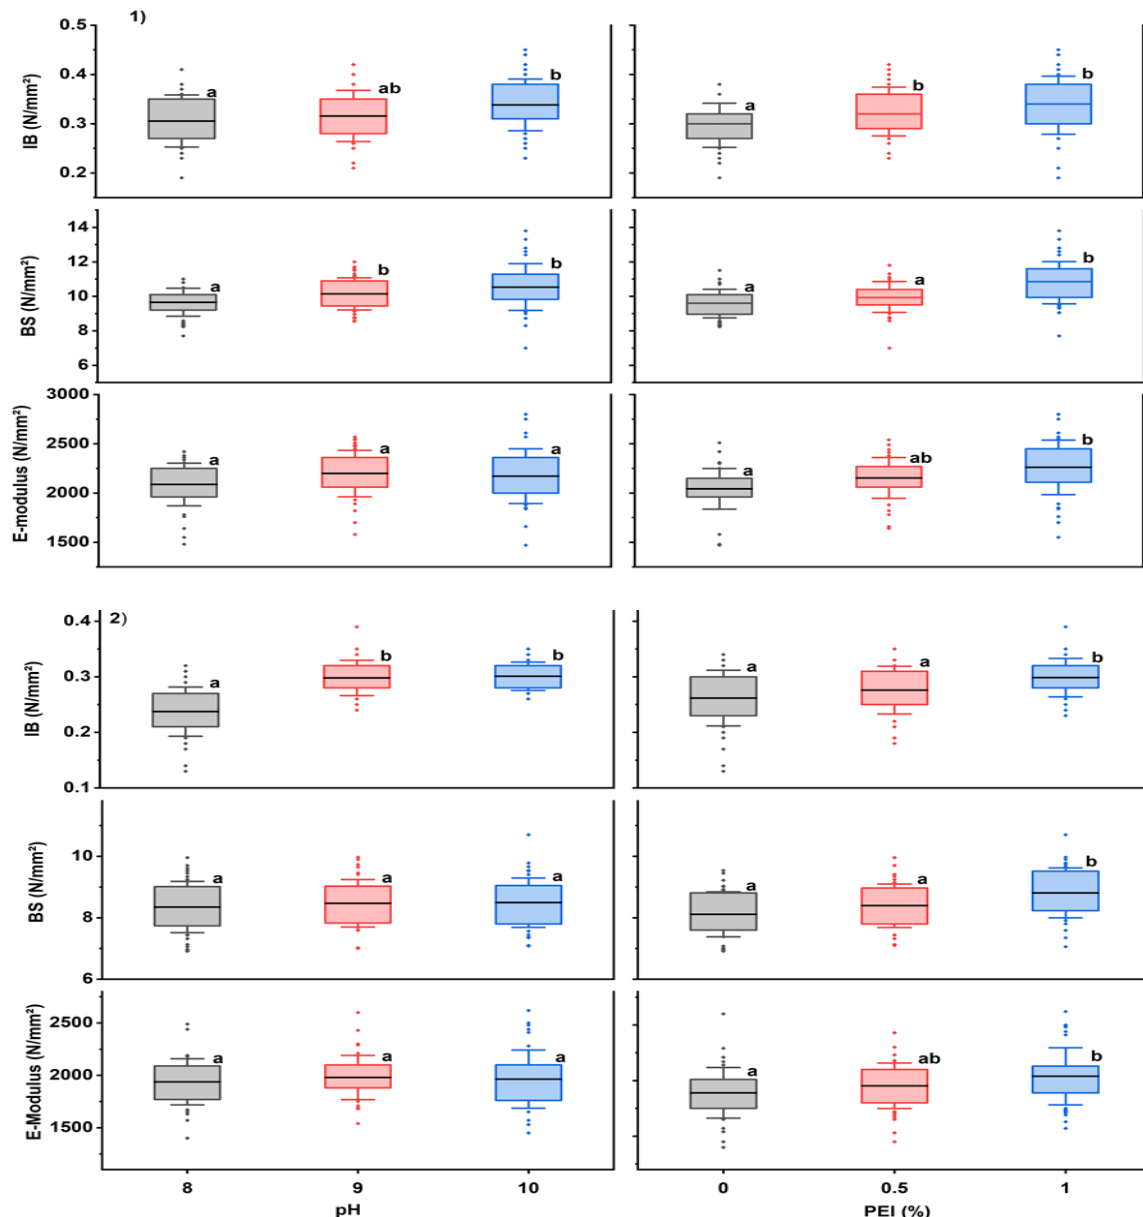 1)
0.5
0.4
0.3
0.2
IB (N/mm²)
a
ab
b
a
b
b
14
12
10
8
6
BS (N/mm²)
a
b
b
a
a
b
3000
2500
2000
1500
E-modulus (N/mm²)
a
a
a
a
ab
b
2)
0.4
0.3
0.2
0.1
IB (N/mm²)
a
b
b
a
a
b
10
8
6
BS (N/mm²)
a
a
a
a
a
b
2500
2000
1500
E-Modulus (N/mm²)
a
a
a
a
ab
b
8 9 10 0 0.5 1
pH PEI (%)